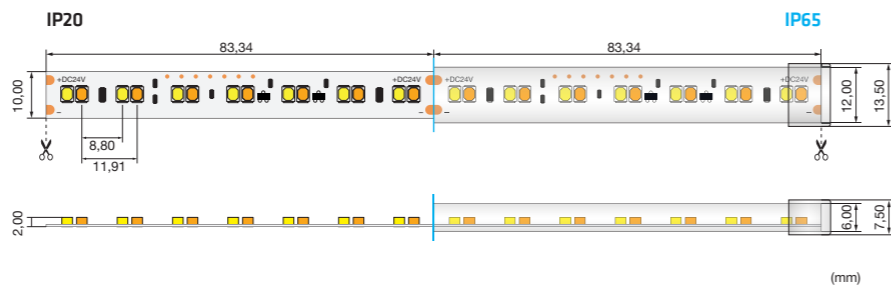 IP20
IP65
83,34
83,34
+DC24V
+DC24V
+DC24V
+DC24V
10,00
12,00
13,50
–
–
–
–
8,80
11,91
2,00
6,00
7,50
(mm)